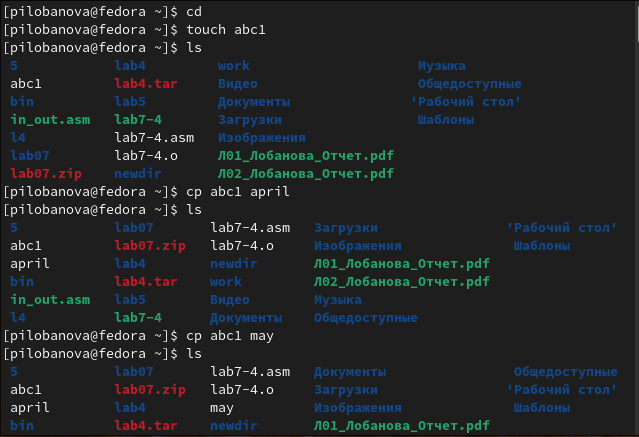 [pilobanova@fedora ~]$ cd
[pilobanova@fedora ~]$ touch abc1
[pilobanova@fedora ~]$ ls
5 lab4 work Музыка
abc1 lab4.tar Видео Общедоступные
bin lab5 Документы 'Рабочий стол'
in_out.asm lab7-4 Загрузки Шаблоны
l4 lab7-4.asm Изображения
lab07 lab7-4.o Л01_Лобанова_Отчет.pdf
lab07.zip newdir Л02_Лобанова_Отчет.pdf
[pilobanova@fedora ~]$ cp abc1 april
[pilobanova@fedora ~]$ ls
5 lab07 lab7-4.asm Загрузки 'Рабочий стол'
abc1 lab07.zip lab7-4.o Изображения Шаблоны
april lab4 newdir Л01_Лобанова_Отчет.pdf
bin lab4.tar work Л02_Лобанова_Отчет.pdf
in_out.asm lab5 Видео Музыка
l4 lab7-4 Документы Общедоступные
[pilobanova@fedora ~]$ cp abc1 may
[pilobanova@fedora ~]$ ls
5 lab07 lab7-4.asm Документы Общедоступные
abc1 lab07.zip lab7-4.o Загрузки 'Рабочий стол'
april lab4 may Изображения Шаблоны
bin lab4.tar newdir Л01_Лобанова_Отчет.pdf